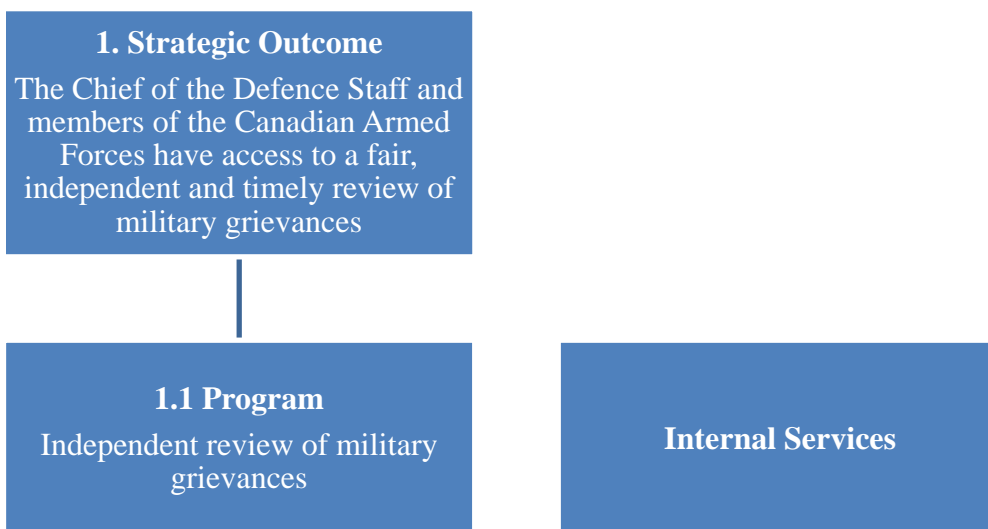 1. Strategic Outcome
The Chief of the Defence Staff and
members of the Canadian Armed
Forces have access to a fair,
independent and timely review of
military grievances
1.1 Program
Independent review of military
grievances
Internal Services